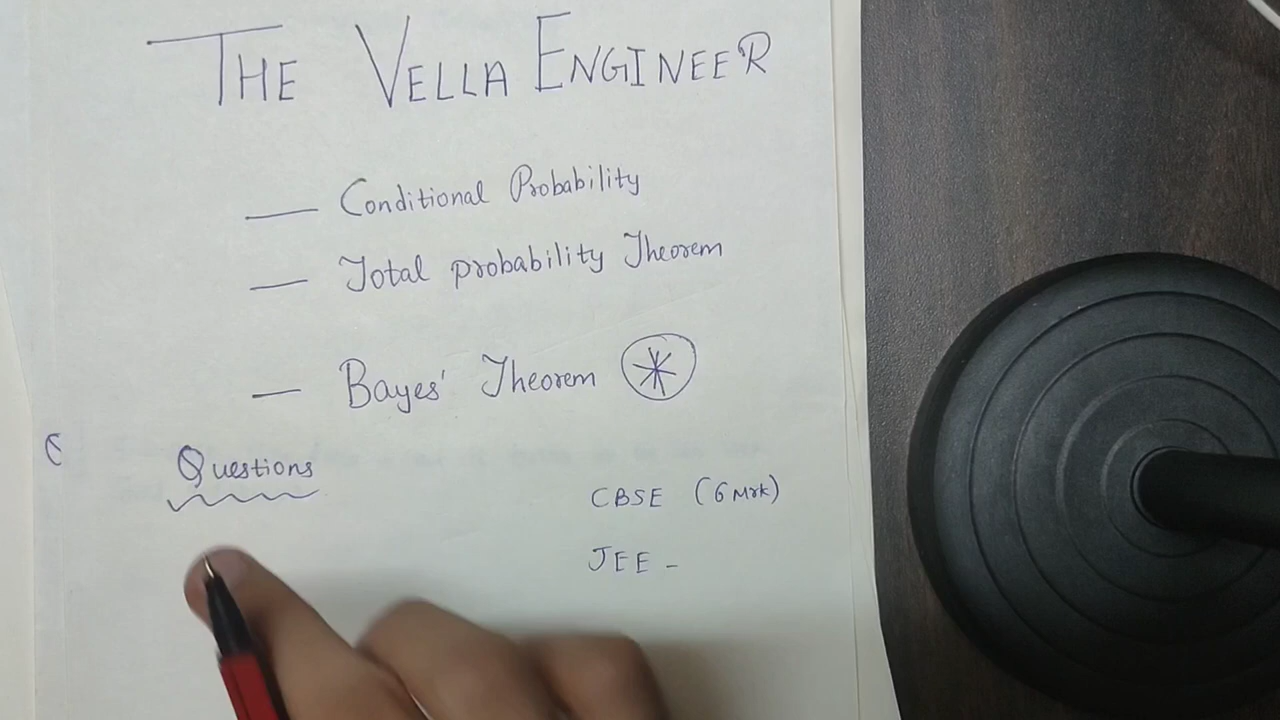 THE VELLA ENGINEER
— Conditional Probability
— Total probability Theorem
— Bayes' Theorem *
Questions
CBSE (6 Mrk)
JEE -